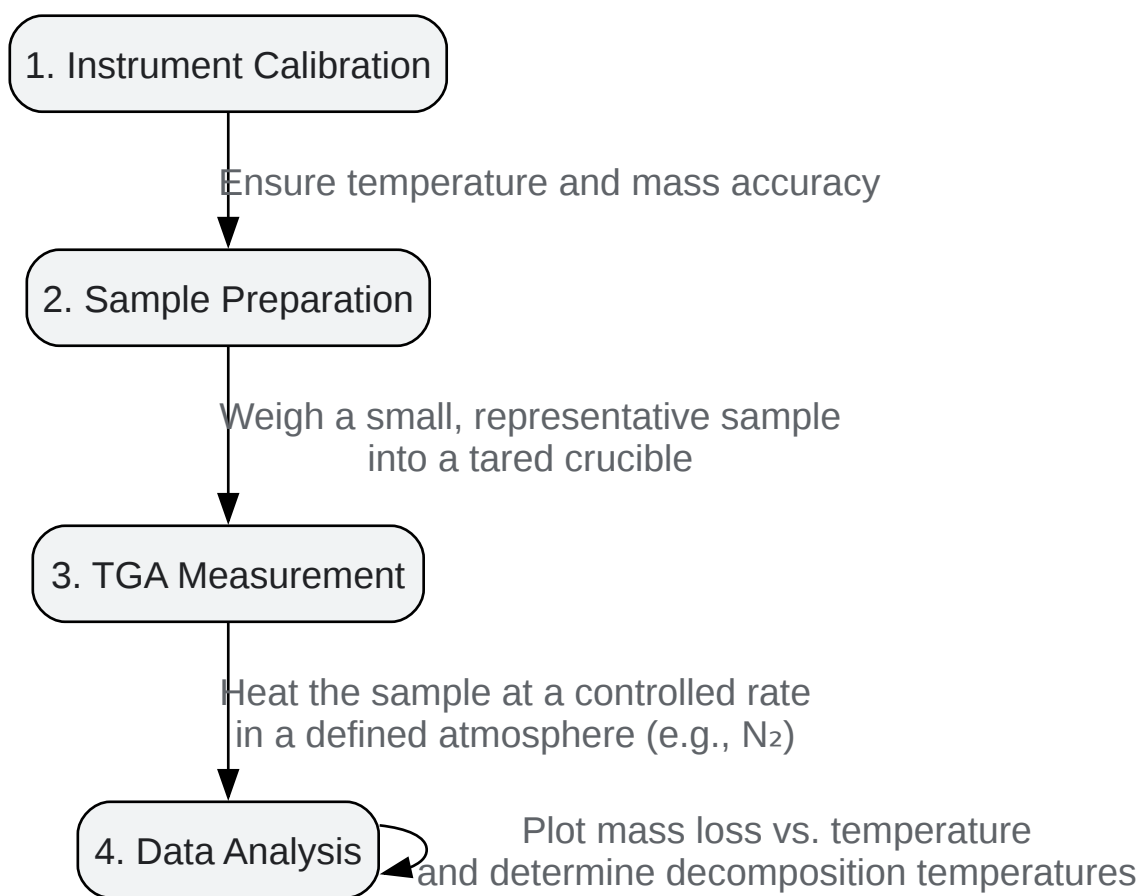 1. Instrument Calibration
Ensure temperature and mass accuracy
2. Sample Preparation
Weigh a small, representative sample
into a tared crucible
3. TGA Measurement
Heat the sample at a controlled rate
in a defined atmosphere (e.g., N₂)
4. Data Analysis
Plot mass loss vs. temperature
and determine decomposition temperatures